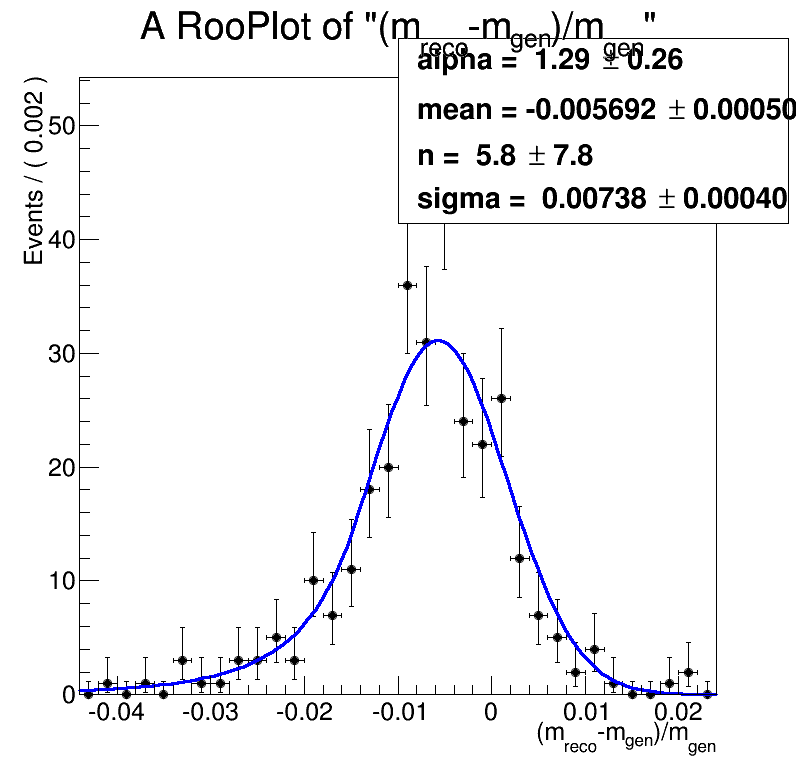 A RooPlot of "(m_reco-m_gen)/m_gen"
alpha = 1.29 ± 0.26
mean = -0.005692 ± 0.00050
n = 5.8 ± 7.8
sigma = 0.00738 ± 0.00040
Events / ( 0.002 )
50
40
30
20
10
0
-0.04 -0.03 -0.02 -0.01 0 0.01 0.02
(m_reco-m_gen)/m_gen